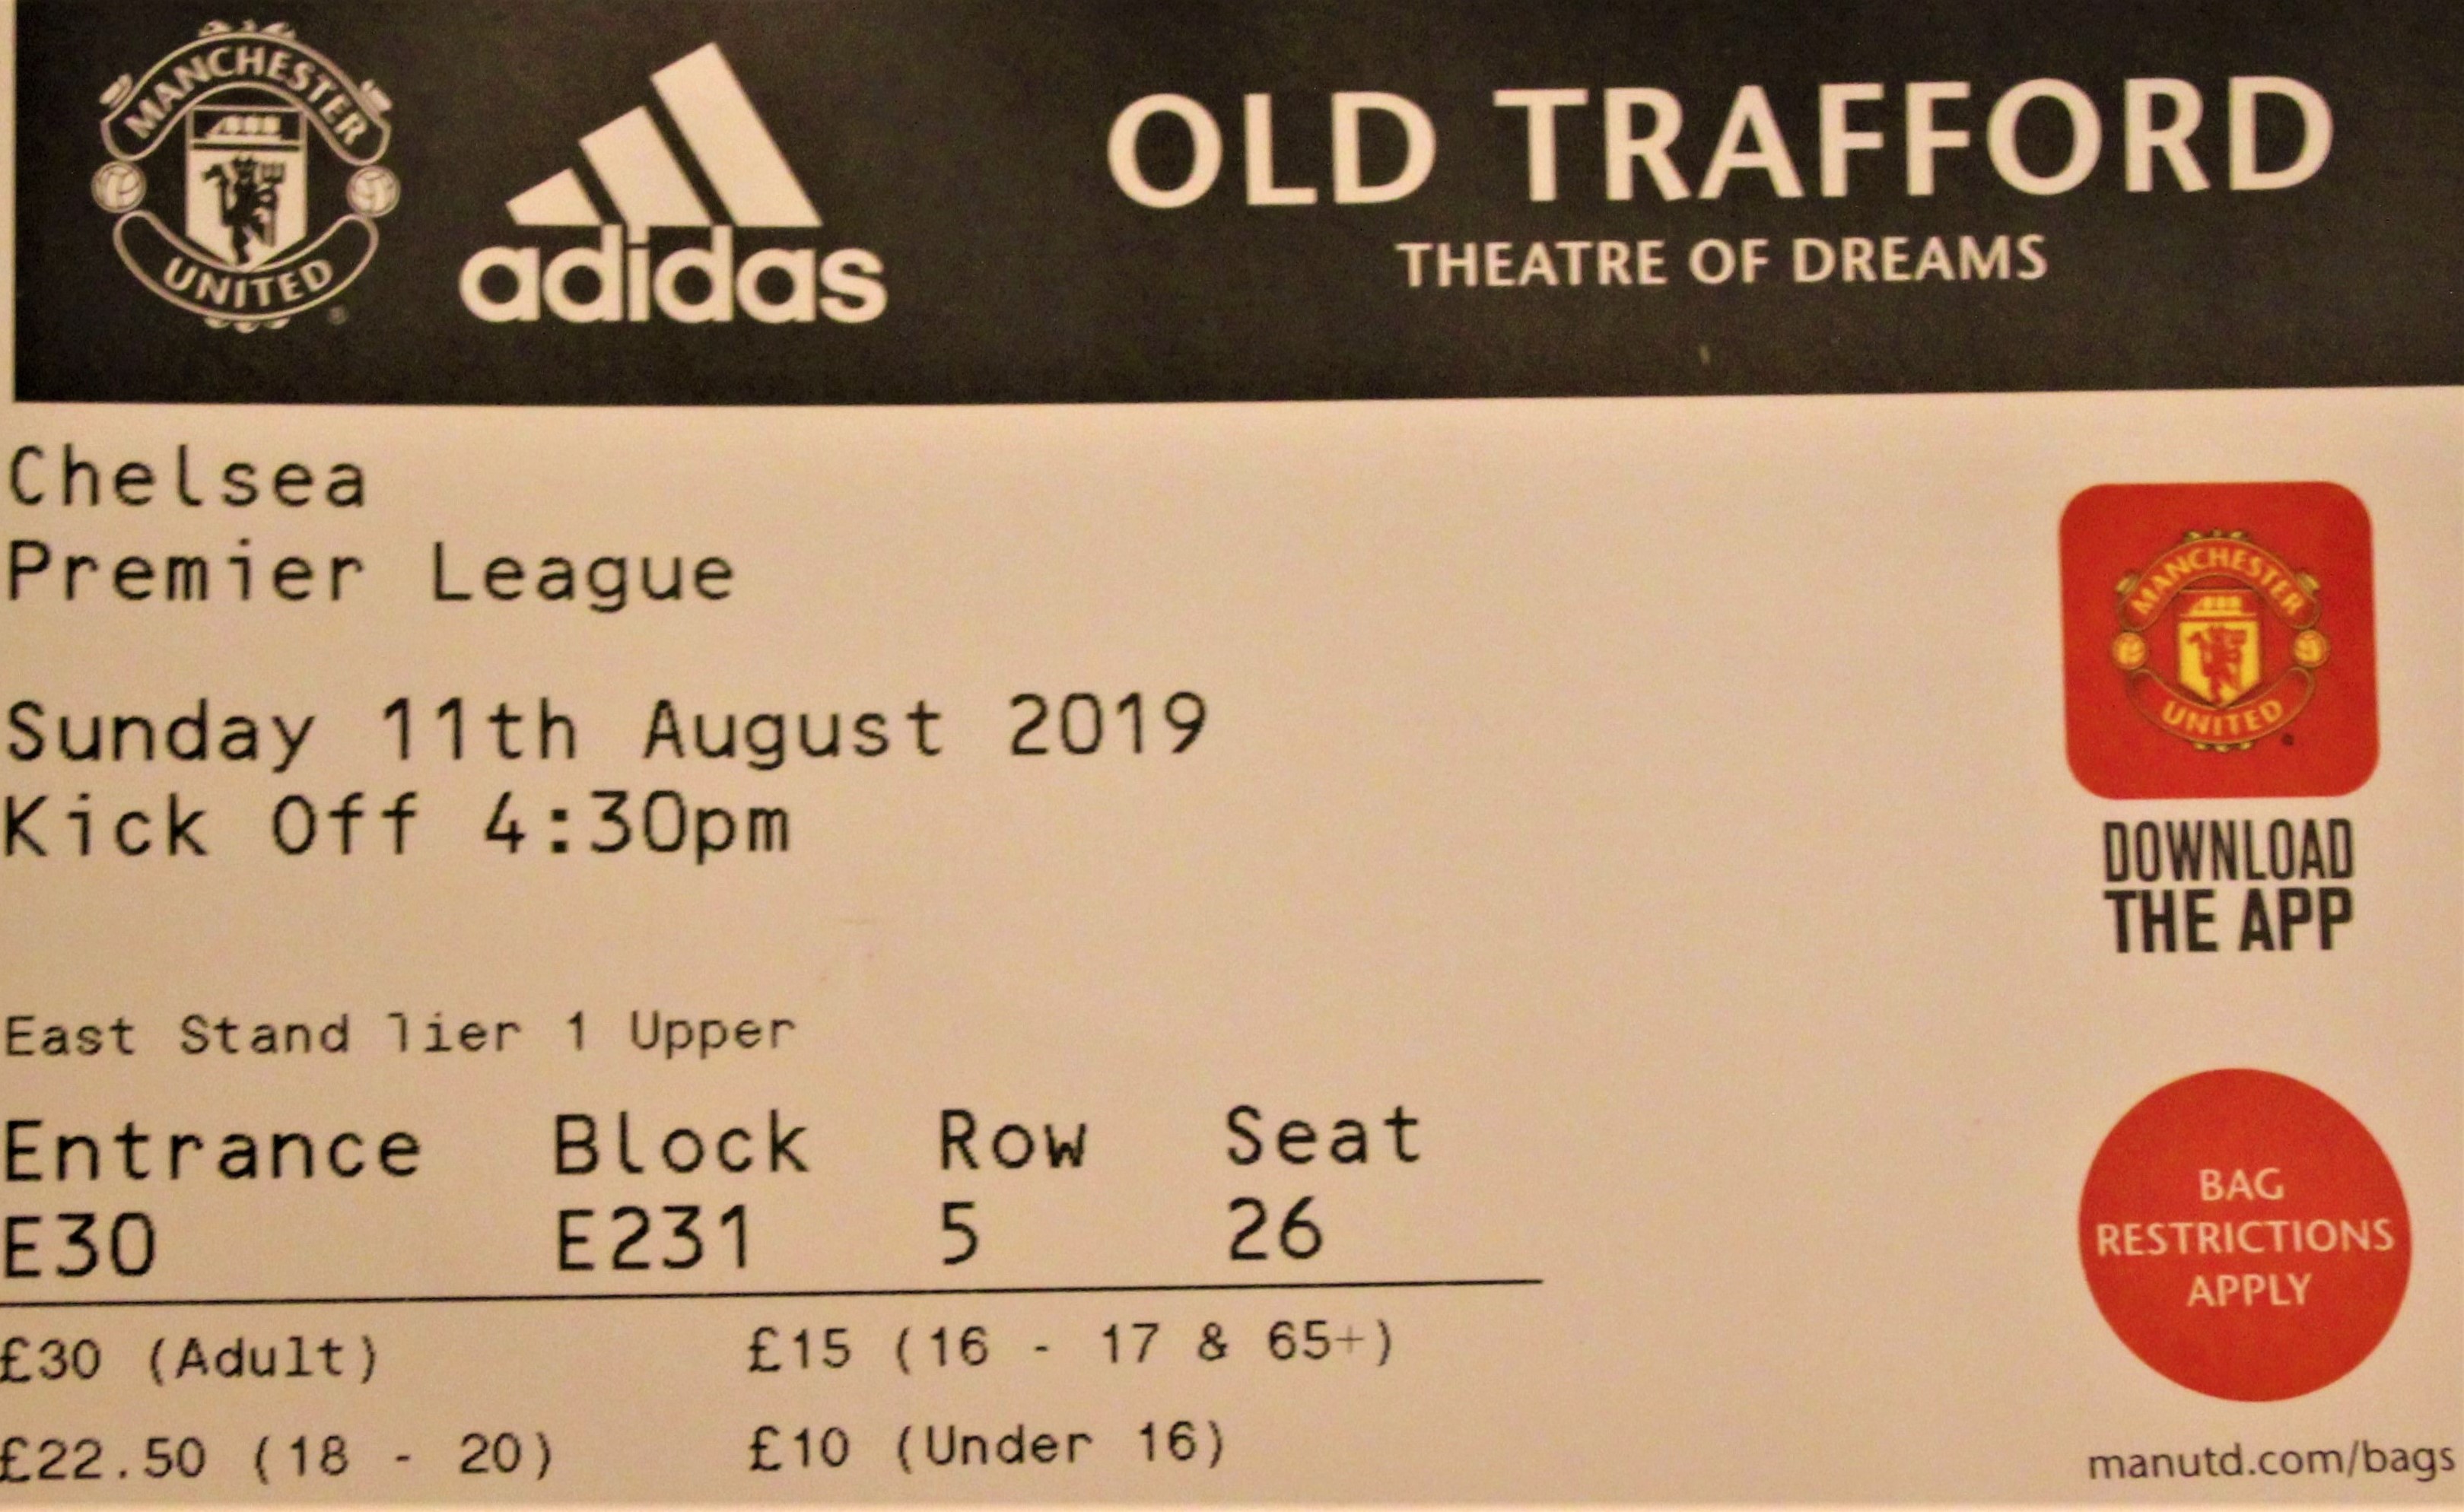 MANCHESTER
UNITED
adidas
OLD TRAFFORD
THEATRE OF DREAMS
Chelsea
Premier League
Sunday 11th August 2019
Kick Off 4:30pm
MANCHESTER
UNITED
DOWNLOAD
THE APP
East Stand Tier 1 Upper
Entrance Block Row Seat
E30 E231 5 26
£30 (Adult) £15 (16 - 17 & 65+)
£22.50 (18 - 20) £10 (Under 16)
BAG
RESTRICTIONS
APPLY
manutd.com/bags